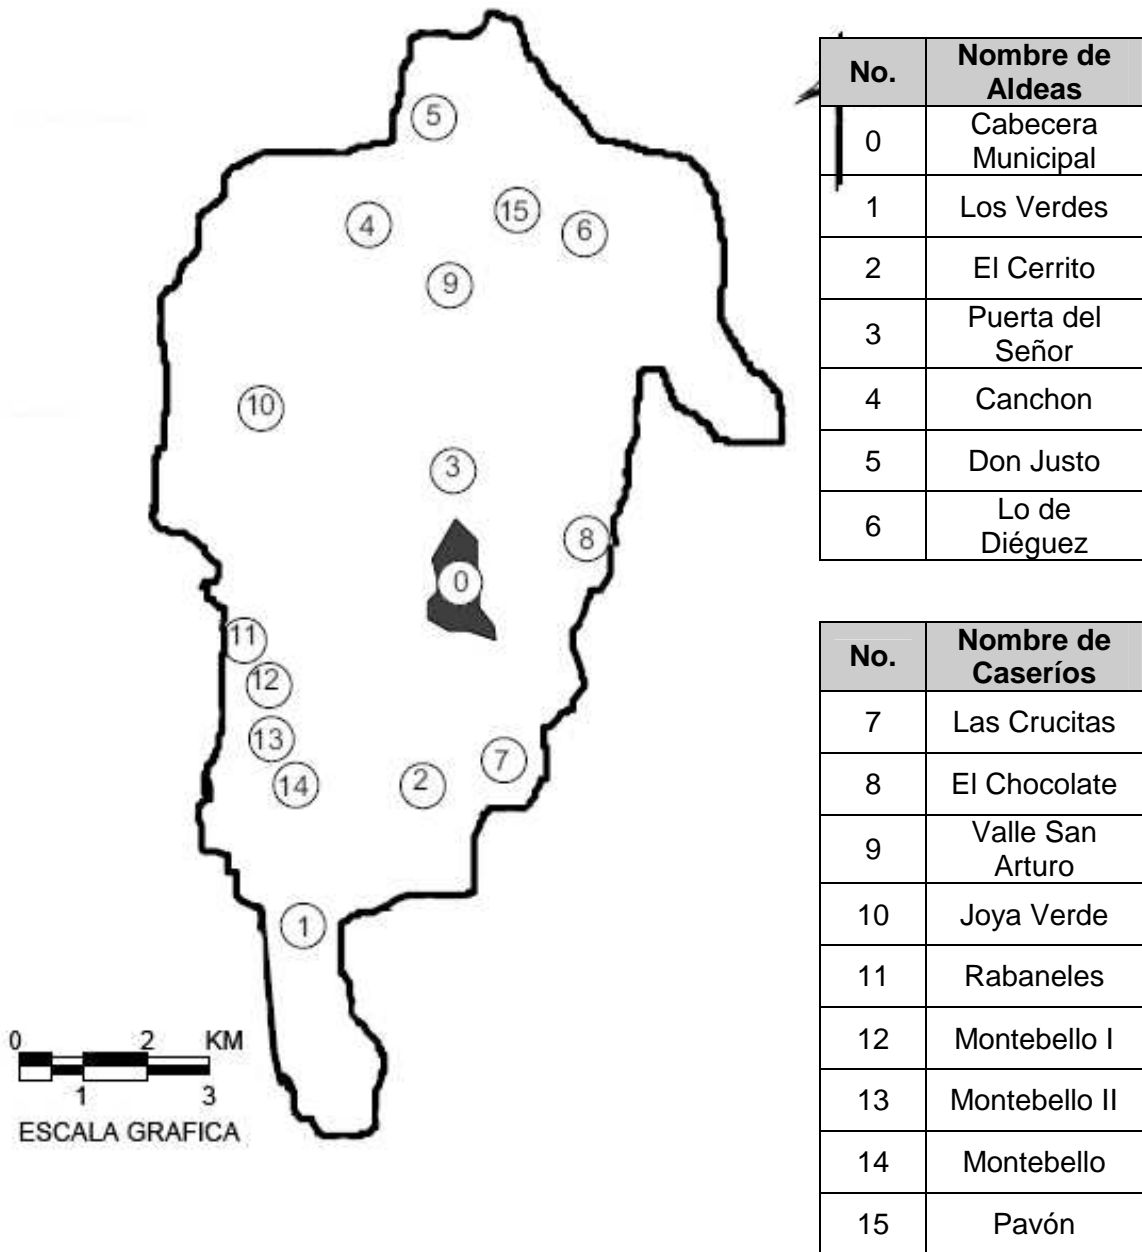 5
15
4
6
9
10
3
8
0
11
12
13
7
2
14
1
0 2 KM
1 3
ESCALA GRAFICA
No. Nombre de Aldeas
0 Cabecera Municipal
1 Los Verdes
2 El Cerrito
3 Puerta del Señor
4 Canchon
5 Don Justo
6 Lo de Diéguez
No. Nombre de Caseríos
7 Las Crucitas
8 El Chocolate
9 Valle San Arturo
10 Joya Verde
11 Rabaneles
12 Montebello I
13 Montebello II
14 Montebello
15 Pavón